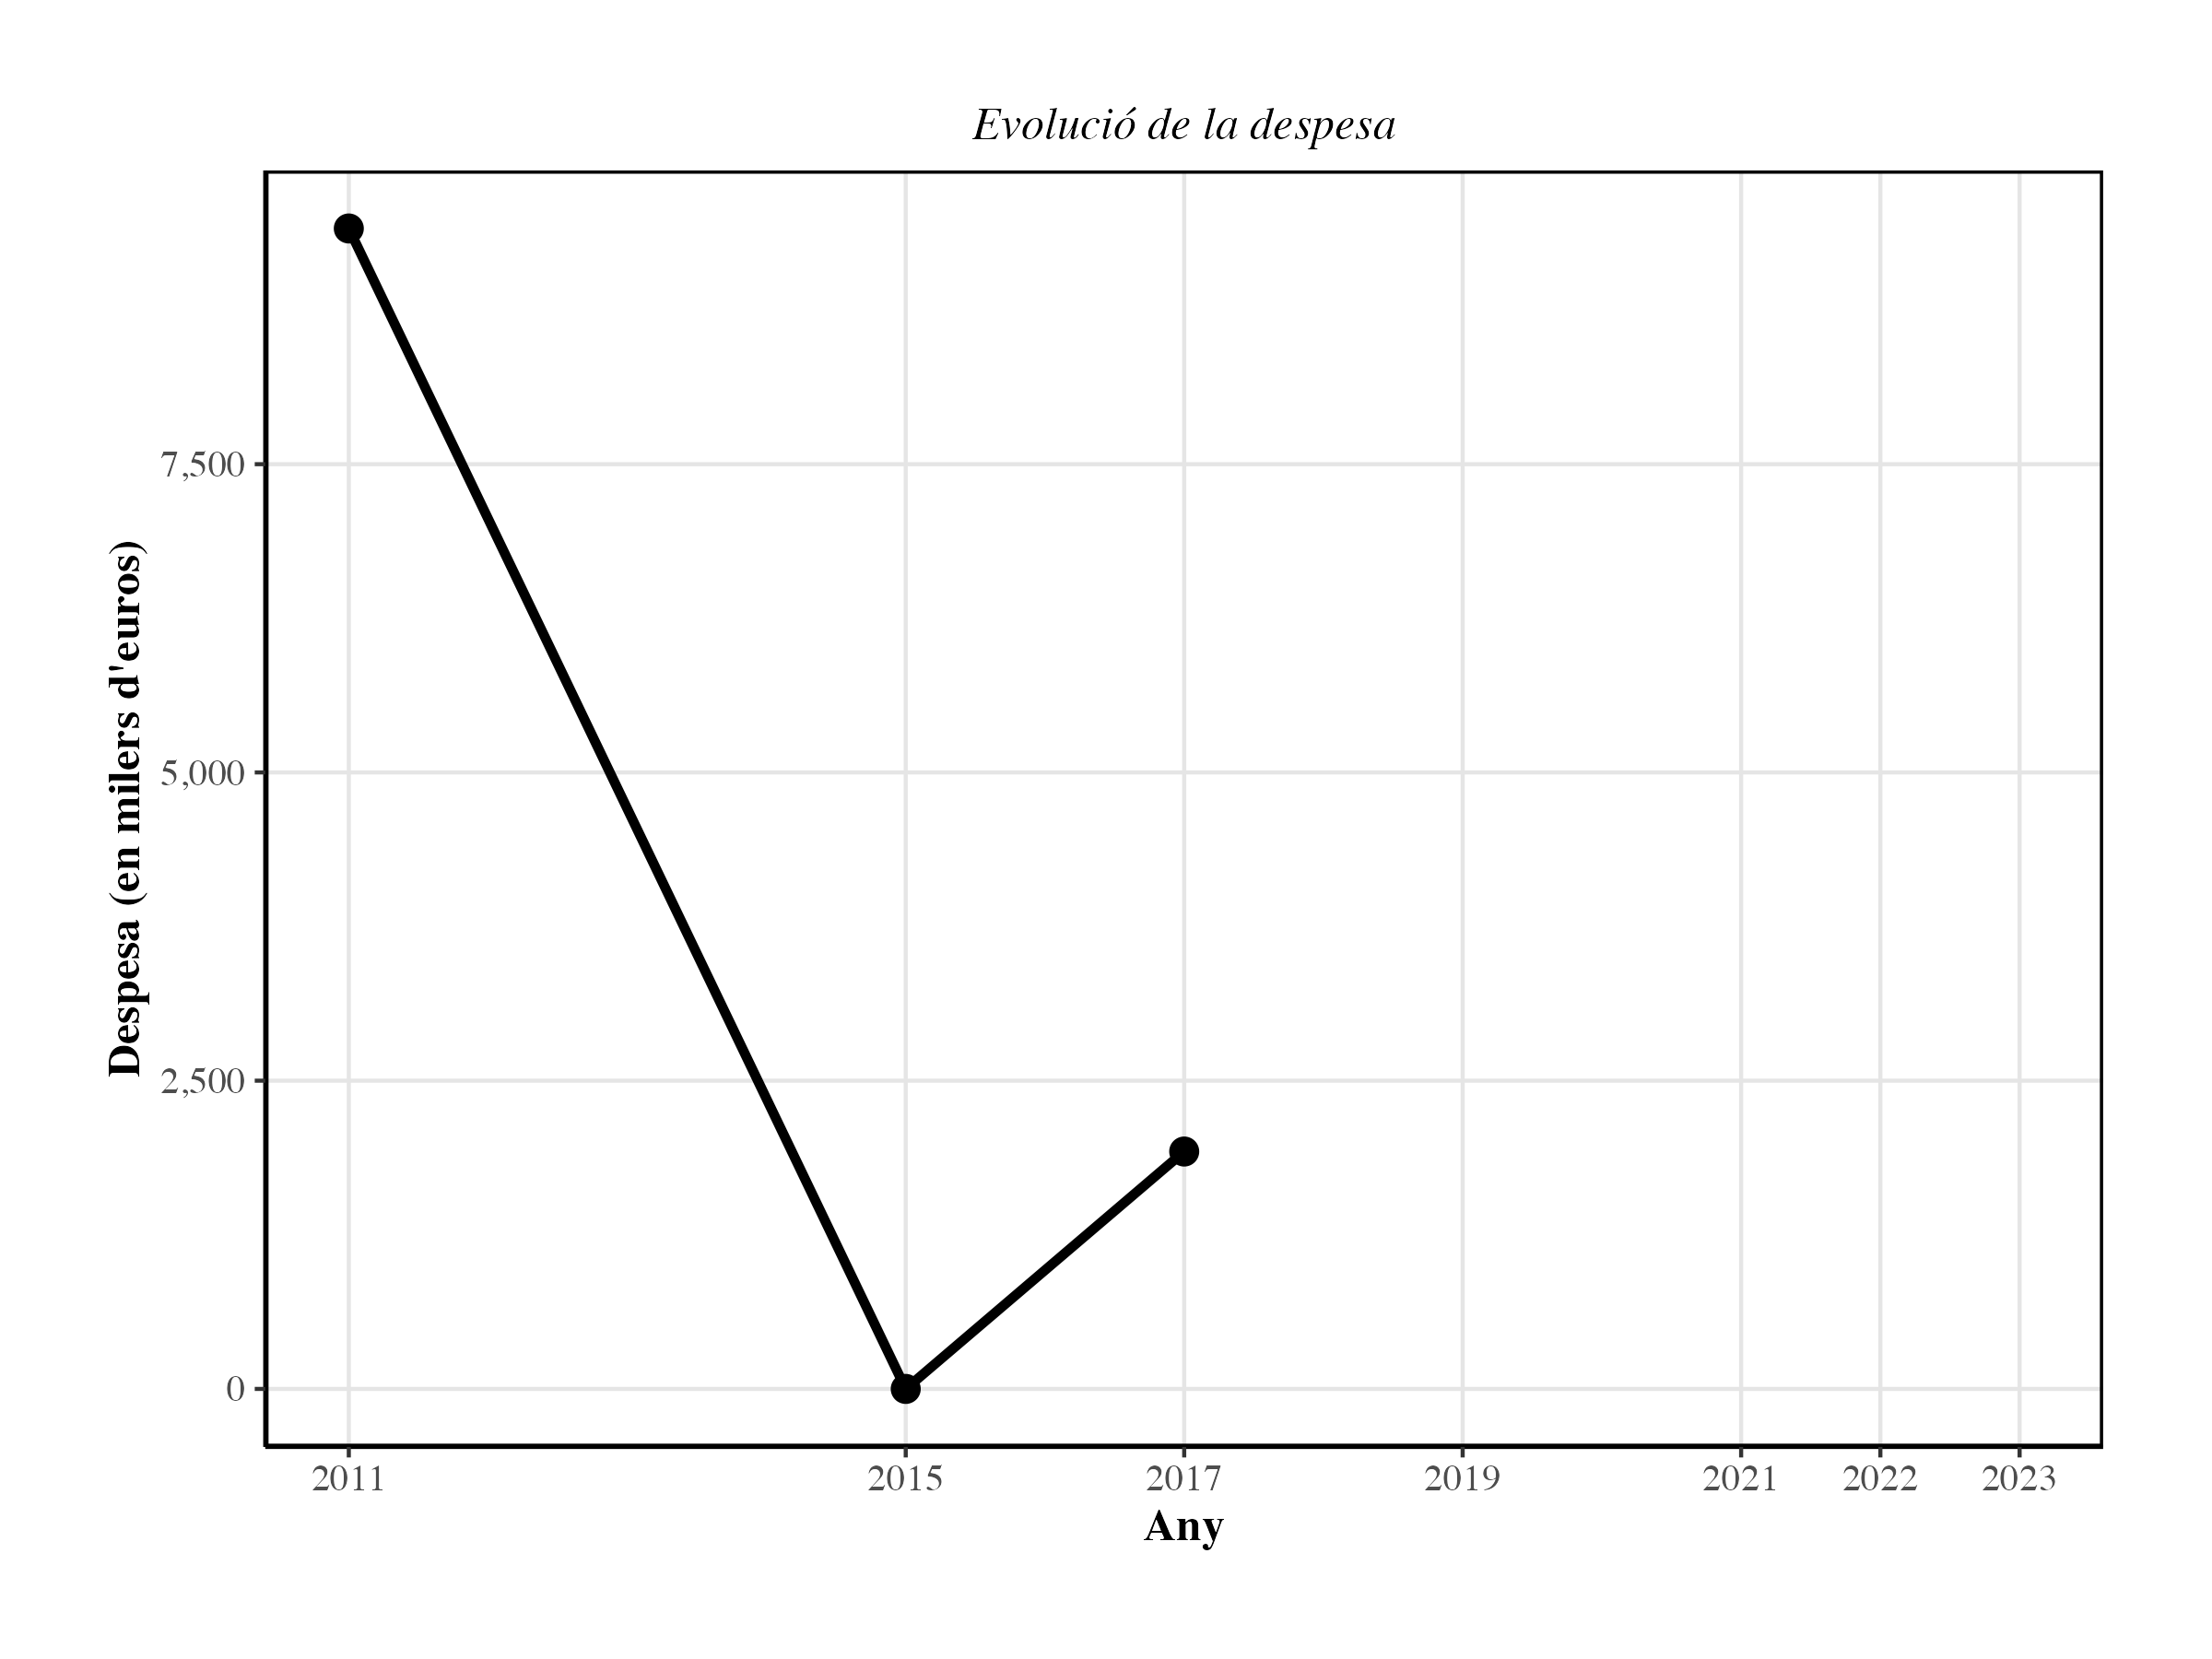 Evolució de la despesa
Despesa (en milers d'euros)
7,500
5,000
2,500
0
2011 2015 2017 2019 2021 2022 2023
Any